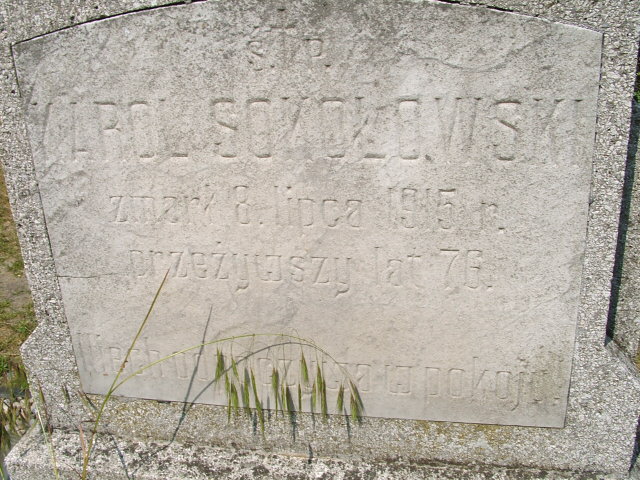 Ś.†P.
KAROL SOKOŁOWSKI
zmarł 8. lipca 1915 r.
przeżywszy lat 76.
Niech odpoczywa w pokoju!